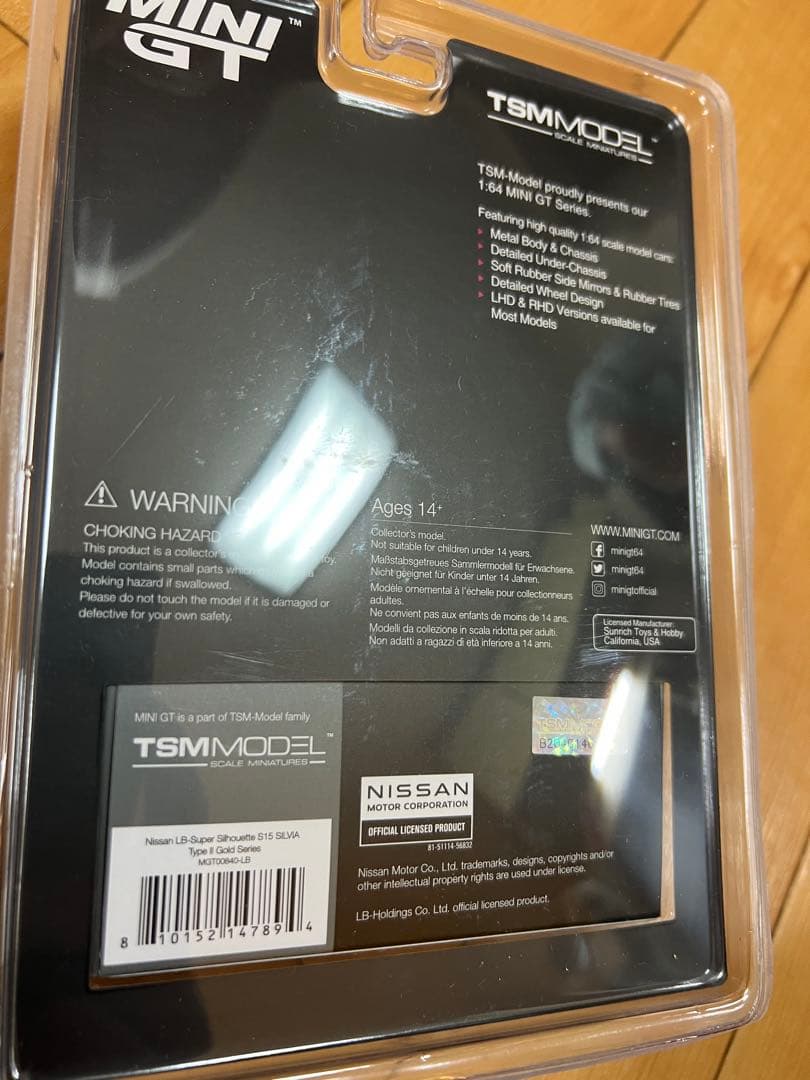 MINI GT™
TSMMODEL™
SCALE MINIATURES
TSM-Model proudly presents our
1:64 MINI GT Series.
Featuring high quality 1:64 scale model cars:
Metal Body & Chassis
Detailed Under-Chassis
Soft Rubber Side Mirrors & Rubber Tires
Detailed Wheel Design
LHD & RHD Versions available for
Most Models
WARNING
CHOKING HAZARD
This product is a collector's
toy.
Model contains small parts
a
choking hazard if swallowed.
Please do not touch the model if it is damaged or
defective for your own safety.
Ages 14+
Collector's model.
Not suitable for children under 14 years.
Maßstabsgetreues Sammlermodell für Erwachsene.
Nicht geeignet für Kinder unter 14 Jahren.
Modèle ornemental à l'échelle pour collectionneurs
adultes.
Ne convient pas aux enfants de moins de 14 ans.
Modelli da collezione in scala ridotta per adulti.
Non adatti a ragazzi di età inferiore a 14 anni.
WWW.MINIGT.COM
minigt64
minigt64
minigtofficial
Licensed Manufacturer:
Sunrich Toys & Hobby
California, USA
MINI GT is a part of TSM-Model family
TSMMODEL™
SCALE MINIATURES
Nissan LB-Super Silhouette S15 SILVIA
Type II Gold Series
MGT00840-LB
8 10152 14789 4
NISSAN
MOTOR CORPORATION
OFFICIAL LICENSED PRODUCT
81-51114-56832
Nissan Motor Co., Ltd. trademarks, designs, copyrights and/or
other intellectual property rights are used under license.
LB-Holdings Co. Ltd. official licensed product.